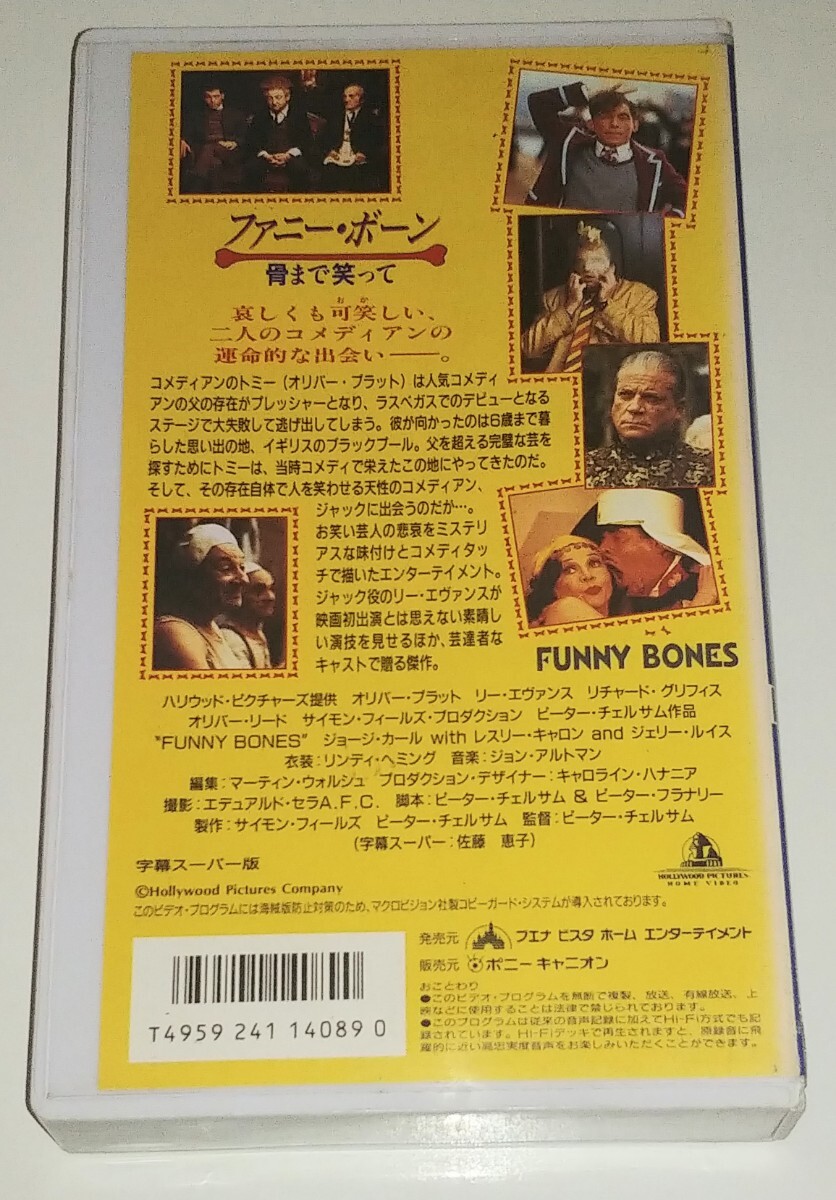 ファニー・ボーン
骨まで笑って
哀しくも可笑しい、
おか
二人のコメディアンの
運命的な出会い――。
コメディアンのトミー(オリバー・プラット)は人気コメディ
アンの父の存在がプレッシャーとなり、ラスベガスでのデビューとなる
ステージで大失敗して逃げ出してしまう。彼が向かったのは6歳まで暮
らした思い出の地、イギリスのブラックプール。父を超える完璧な芸を
探すためにトミーは、当時コメディで栄えたこの地にやってきたのだ。
そして、その存在自体で人を笑わせる天性のコメディアン、
ジャックに出会うのだが…。
お笑い芸人の悲哀をミステリ
アスな味付けとコメディタッ
チで描いたエンターテイメント。
ジャック役のリー・エヴァンスが
映画初出演とは思えない素晴し
い演技を見せるほか、芸達者な
キャストで贈る傑作。
FUNNY BONES
ハリウッド・ピクチャーズ提供 オリバー・プラット リー・エヴァンス リチャード・グリフィス
オリバー・リード サイモン・フィールズ・プロダクション ピーター・チェルサム作品
"FUNNY BONES" ジョージ・カール with レスリー・キャロン and ジェリー・ルイス
衣装:リンディ・ヘミング 音楽:ジョン・アルトマン
編集:マーティン・ウォルシュ プロダクション・デザイナー:キャロライン・ハナニア
撮影:エデュアルド・セラA.F.C. 脚本:ピーター・チェルサム & ピーター・フラナリー
製作:サイモン・フィールズ ピーター・チェルサム 監督:ピーター・チェルサム
(字幕スーパー:佐藤 恵子)
字幕スーパー版
HOLLYWOOD PICTURES
HOME VIDEO
©Hollywood Pictures Company
このビデオ・プログラムには海賊版防止対策のため、マクロビジョン社製コピーガード・システムが導入されております。
発売元 ブエナ ビスタ ホーム エンターテイメント
販売元 ポニー キャニオン
おことわり
●このビデオ・プログラムを無断で複製、放送、有線放送、上
映などに使用することは法律で禁じられております。
●このプログラムは従来の音声記録に加えてHi-Fi方式でも記
録されています。Hi-Fiデッキで再生されますと、原録音に飛
躍的に近い高忠実度音声をお楽しみいただくことができます。
T4959 241 14089 0